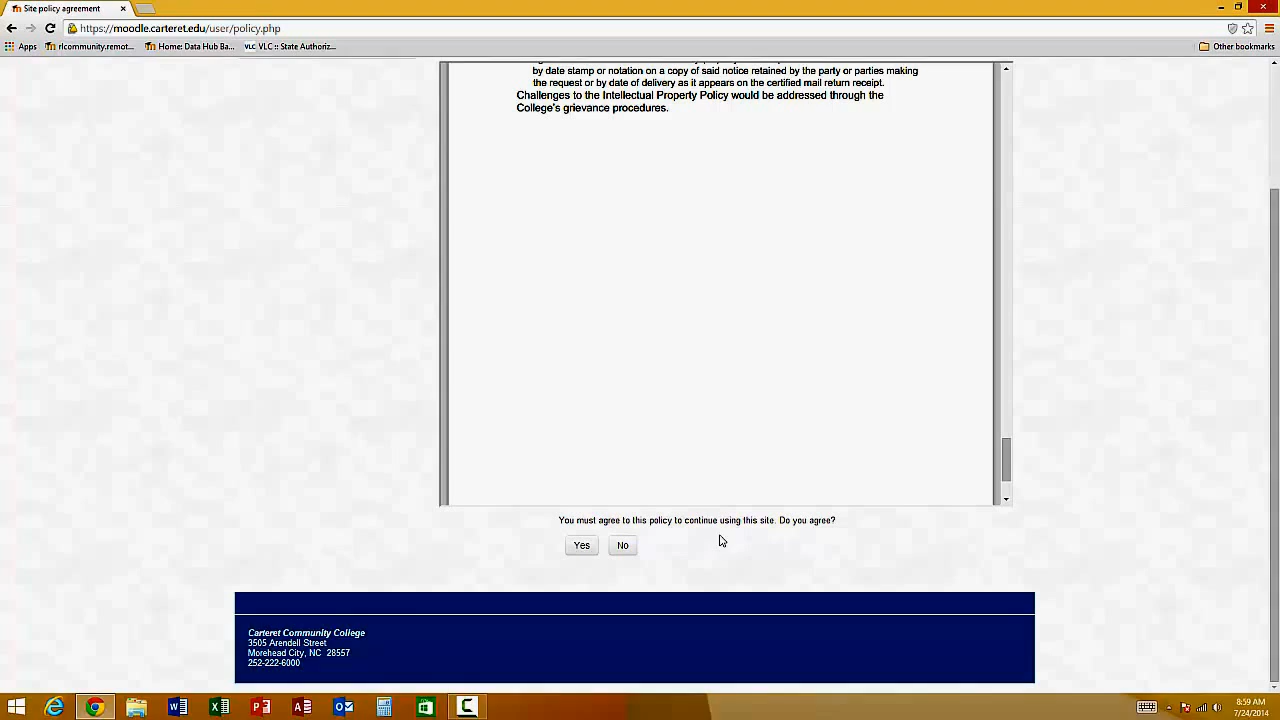 Site policy agreement
https://moodle.carteret.edu/user/policy.php
Apps rlcommunity.remot... Home: Data Hub Ba... VLC VLC :: State Authoriz... Other bookmarks
by date stamp or notation on a copy of said notice retained by the party or parties making
the request or by date of delivery as it appears on the certified mail return receipt.
Challenges to the Intellectual Property Policy would be addressed through the
College's grievance procedures.
You must agree to this policy to continue using this site. Do you agree?
Yes No
Carteret Community College
3505 Arendell Street
Morehead City, NC 28557
252-222-6000
8:59 AM
7/24/2014